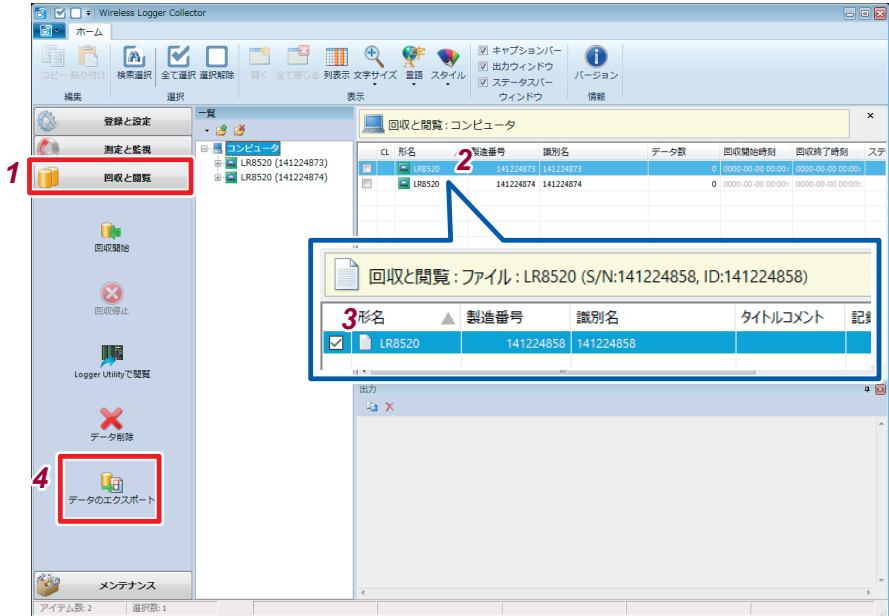 Wireless Logger Collector
ホーム
コピー 貼り付け 検索選択 全て選択 選択解除 開く 全て閉じる 列表示 文字サイズ 言語 スタイル
キャプションバー
出力ウィンドウ
ステータスバー
バージョン
編集 選択 表示 ウィンドウ 情報
登録と設定
測定と監視
1
回収と閲覧
回収開始
回収停止
Logger Utilityで閲覧
データ削除
4
データのエクスポート
メンテナンス
一覧
コンピュータ
LR8520 (141224873)
LR8520 (141224874)
回収と閲覧 : コンピュータ
CL 形名 製造番号 識別名 データ数 回収開始時刻 回収終了時刻 ステ
2
LR8520 141224873 141224873 0 0000-00-00 00:00: 0000-00-00 00:00:
LR8520 141224874 141224874 0 0000-00-00 00:00: 0000-00-00 00:00:
回収と閲覧 : ファイル : LR8520 (S/N:141224858, ID:141224858)
3
形名 製造番号 識別名 タイトルコメント 記録
LR8520 141224858 141224858
出力
アイテム数: 2 選択数: 1